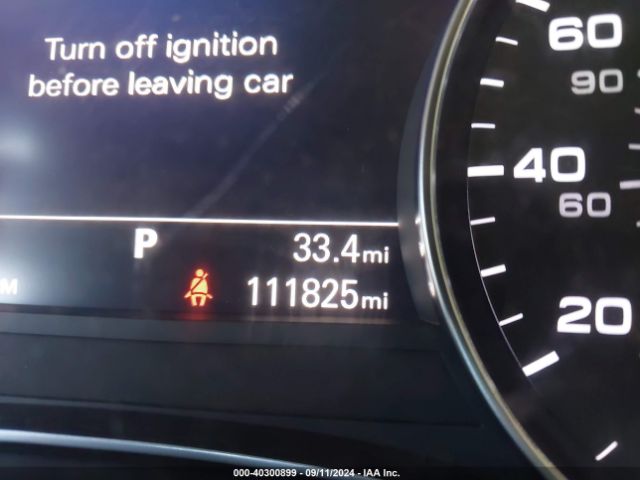 Turn off ignition
before leaving car
P 33.4mi
M 111825mi
60
90
40
60
20
000-40300899 - 09/11/2024 - IAA Inc.